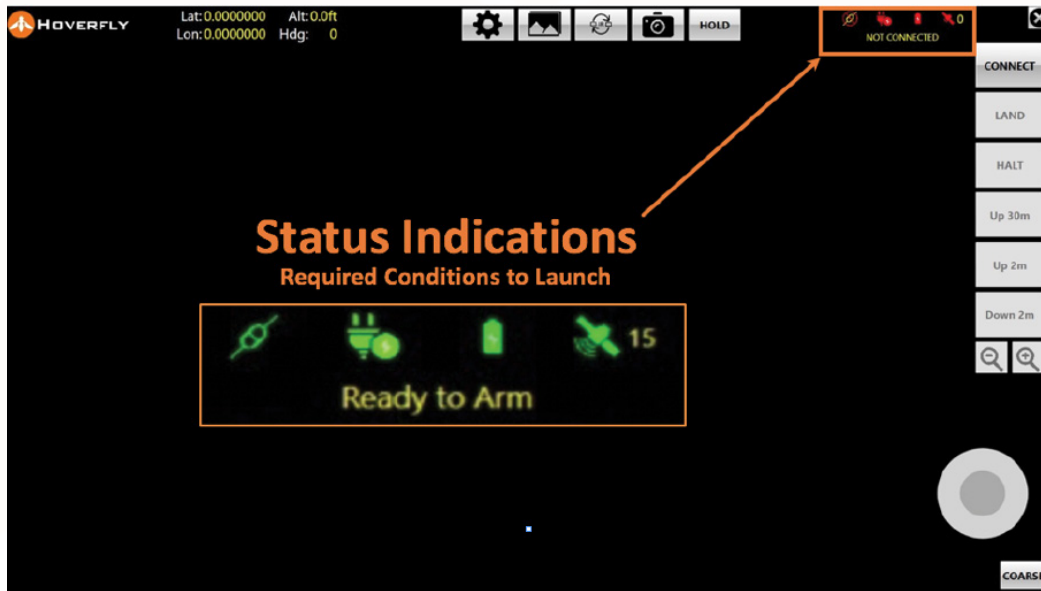 HOVERFLY
Lat: 0.0000000 Alt: 0.0ft
Lon: 0.0000000 Hdg: 0
HOLD
0
NOT CONNECTED
CONNECT
LAND
HALT
Up 30m
Up 2m
Down 2m
Status Indications
Required Conditions to Launch
15
Ready to Arm
COARSE